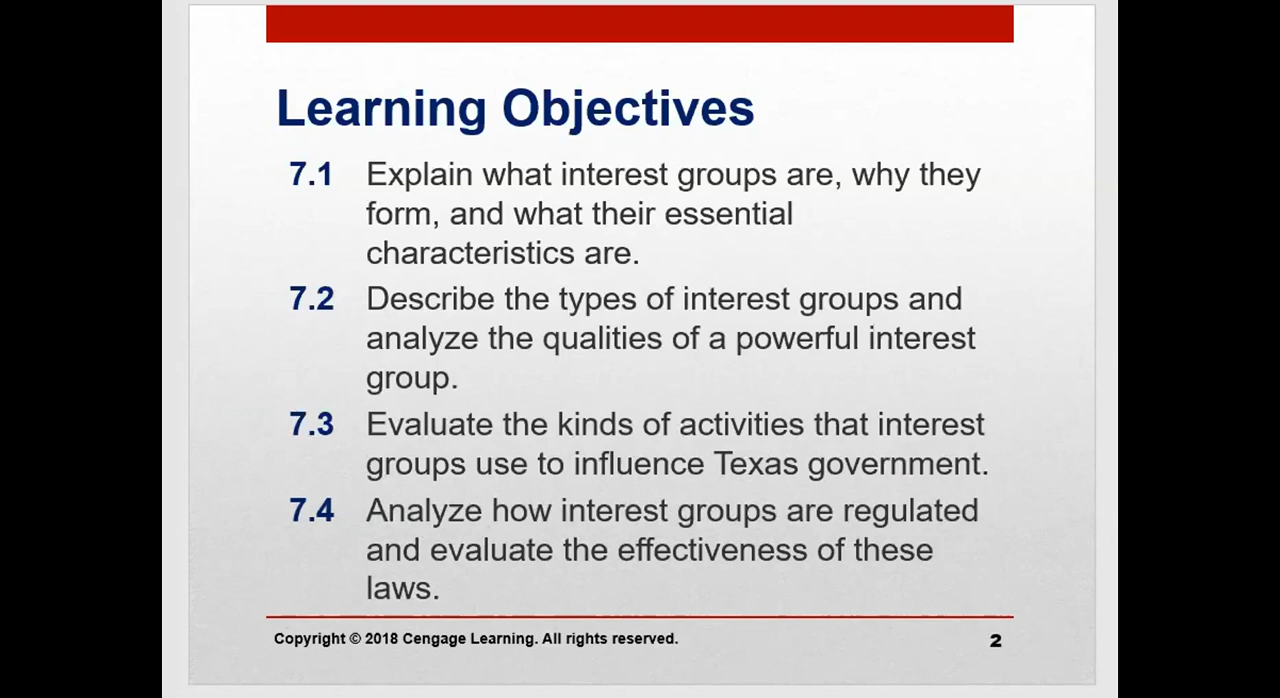 Learning Objectives
7.1 Explain what interest groups are, why they
form, and what their essential
characteristics are.
7.2 Describe the types of interest groups and
analyze the qualities of a powerful interest
group.
7.3 Evaluate the kinds of activities that interest
groups use to influence Texas government.
7.4 Analyze how interest groups are regulated
and evaluate the effectiveness of these
laws.
Copyright © 2018 Cengage Learning. All rights reserved. 2